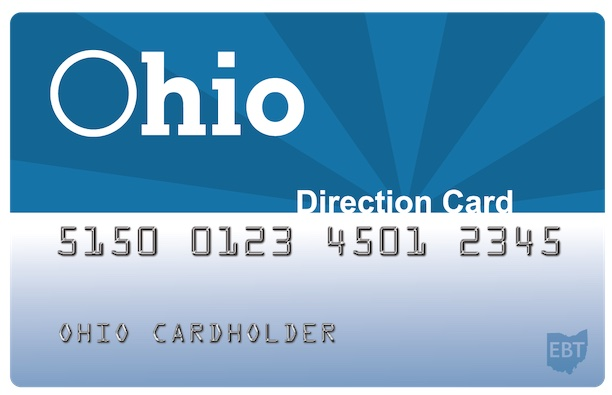 Ohio
Direction Card
5150 0123 4501 2345
OHIO CARDHOLDER
EBT